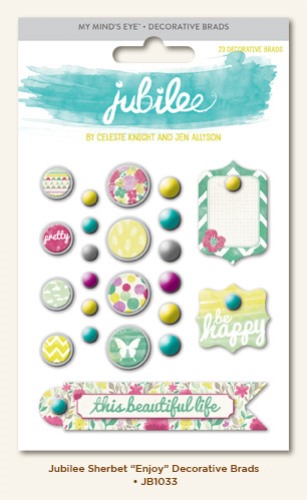 MY MIND'S EYE™ • DECORATIVE BRADS
23 DECORATIVE BRADS
jubilee
BY CELESTE KNIGHT AND JEN ALLYSON
pretty
be
happy
this beautiful life
Jubilee Sherbet "Enjoy" Decorative Brads
• JB1033